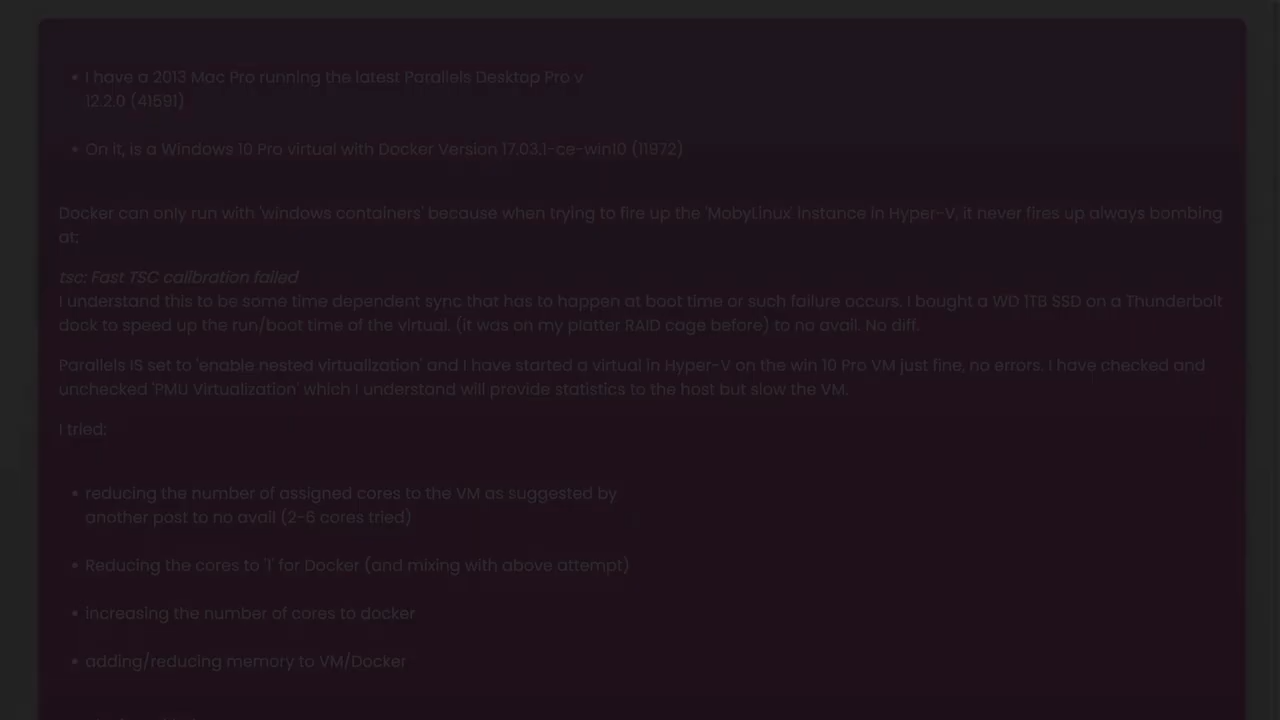 • I have a 2013 Mac Pro running the latest Parallels Desktop Pro v
12.2.0 (41591)
• On it, is a Windows 10 Pro virtual with Docker Version 17.03.1-ce-win10 (11972)
Docker can only run with 'windows containers' because when trying to fire up the 'MobyLinux' instance in Hyper-V, it never fires up always bombing
at:
tsc: Fast TSC calibration failed
I understand this to be some time dependent sync that has to happen at boot time or such failure occurs. I bought a WD 1TB SSD on a Thunderbolt
dock to speed up the run/boot time of the virtual. (it was on my platter RAID cage before) to no avail. No diff.
Parallels IS set to 'enable nested virtualization' and I have started a virtual in Hyper-V on the win 10 Pro VM just fine, no errors. I have checked and
unchecked 'PMU Virtualization' which I understand will provide statistics to the host but slow the VM.
I tried:
• reducing the number of assigned cores to the VM as suggested by
another post to no avail (2-6 cores tried)
• Reducing the cores to '1' for Docker (and mixing with above attempt)
• increasing the number of cores to docker
• adding/reducing memory to VM/Docker